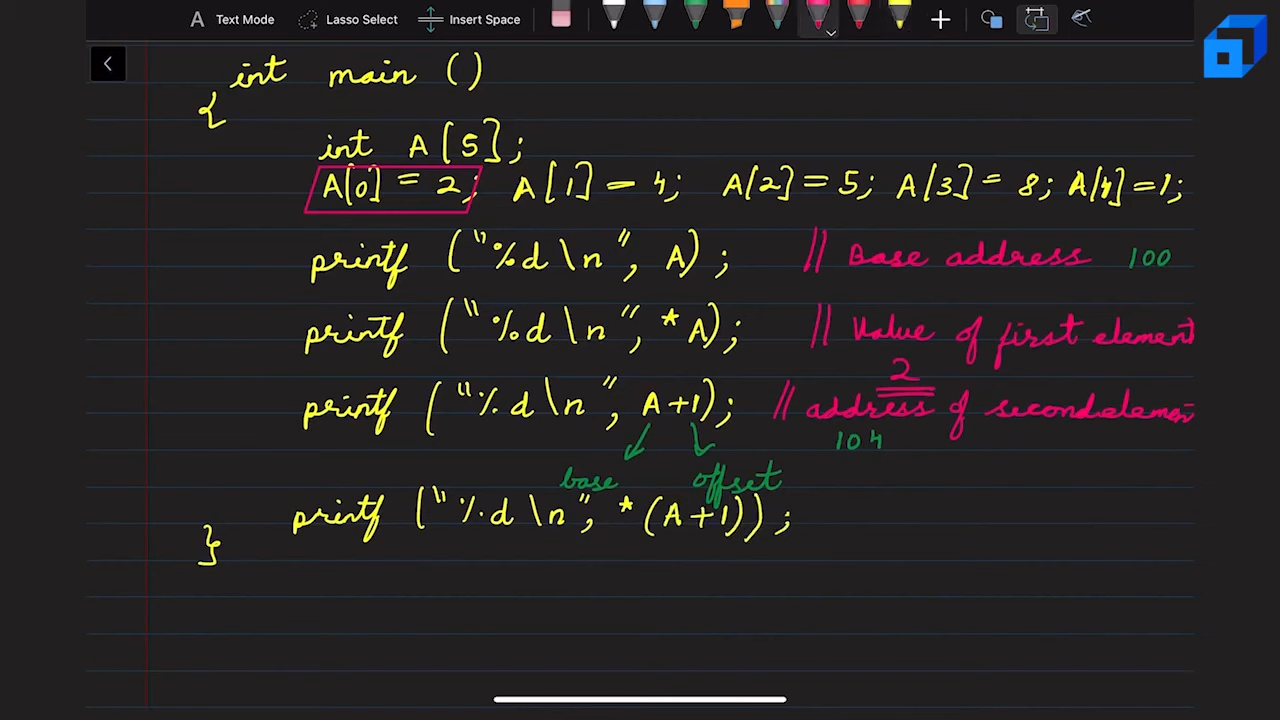 Text Mode Lasso Select Insert Space
int main ()
{
int A[5];
A[0] = 2; A[1] = 4; A[2] = 5; A[3] = 8; A[4] = 1;
printf ("%d \n", A); // Base address 100
printf ("%d \n", *A); // Value of first element
2
printf ("%d \n", A+1); // address of second elemen
104
base offset
printf ("%d \n", *(A+1));
}